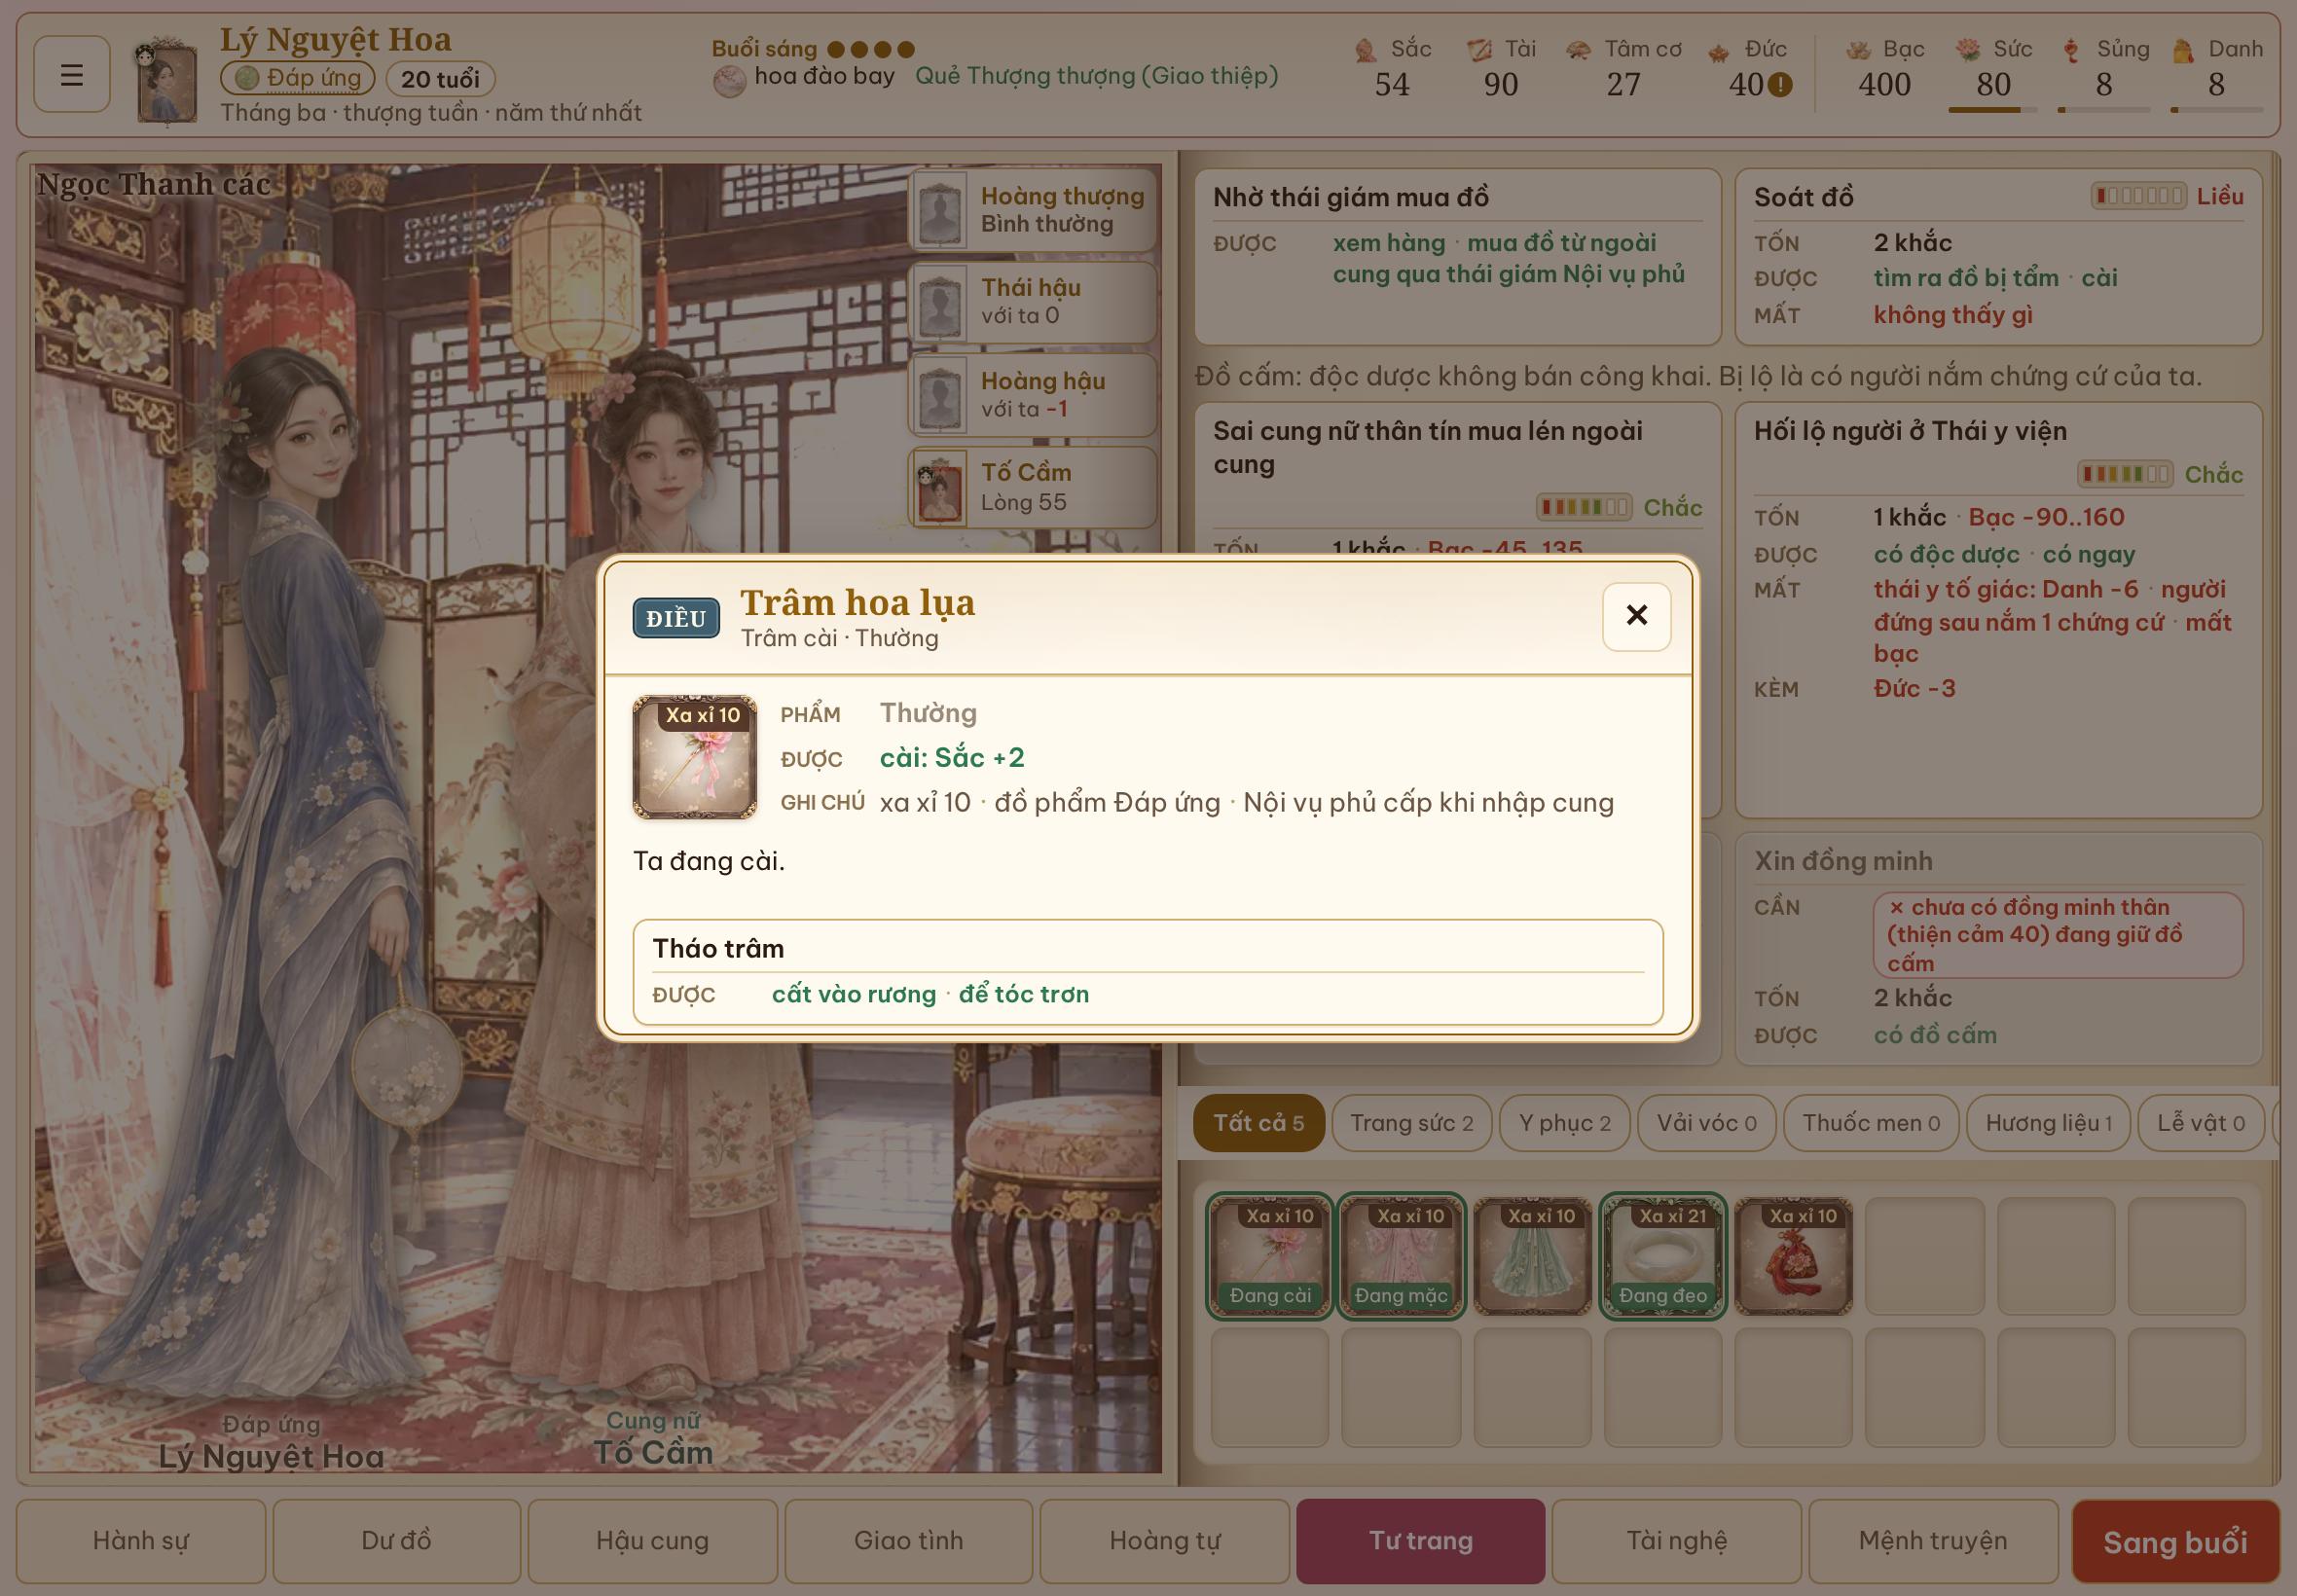 ☰
Lý Nguyệt Hoa
Đáp ứng 20 tuổi
Tháng ba · thượng tuần · năm thứ nhất
Buổi sáng
hoa đào bay Quẻ Thượng thượng (Giao thiệp)
Sắc Tài Tâm cơ Đức Bạc Sức Sủng Danh
54 90 27 40 ! 400 80 8 8
Ngọc Thanh các
Hoàng thượng
Bình thường
Thái hậu
với ta 0
Hoàng hậu
với ta -1
Tố Cầm
Lòng 55
Đáp ứng
Lý Nguyệt Hoa
Cung nữ
Tố Cầm
Nhờ thái giám mua đồ
ĐƯỢC xem hàng · mua đồ từ ngoài
cung qua thái giám Nội vụ phủ
Soát đồ Liều
TỐN 2 khắc
ĐƯỢC tìm ra đồ bị tẩm · cài
MẤT không thấy gì
Đồ cấm: độc dược không bán công khai. Bị lộ là có người nắm chứng cứ của ta.
Sai cung nữ thân tín mua lén ngoài
cung
Chắc
TỐN 1 khắc · Bạc -45..135
Hối lộ người ở Thái y viện
Chắc
TỐN 1 khắc · Bạc -90..160
ĐƯỢC có độc dược · có ngay
MẤT thái y tố giác: Danh -6 · người
đứng sau nắm 1 chứng cứ · mất
bạc
KÈM Đức -3
Xin đồng minh
CẦN × chưa có đồng minh thân
(thiện cảm 40) đang giữ đồ
cấm
TỐN 2 khắc
ĐƯỢC có đồ cấm
ĐIỀU
Trâm hoa lụa
Trâm cài · Thường
✕
Xa xỉ 10
PHẨM Thường
ĐƯỢC cài: Sắc +2
GHI CHÚ xa xỉ 10 · đồ phẩm Đáp ứng · Nội vụ phủ cấp khi nhập cung
Ta đang cài.
Tháo trâm
ĐƯỢC cất vào rương · để tóc trơn
Tất cả 5 Trang sức 2 Y phục 2 Vải vóc 0 Thuốc men 0 Hương liệu 1 Lễ vật 0
Xa xỉ 10 Xa xỉ 10 Xa xỉ 10 Xa xỉ 21 Xa xỉ 10
Đang cài Đang mặc Đang đeo
Hành sự Dư đồ Hậu cung Giao tình Hoàng tự Tư trang Tài nghệ Mệnh truyện Sang buổi